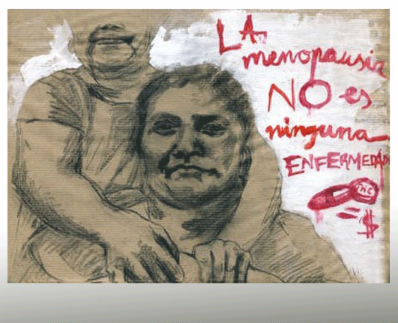 LA
menopausia
NO es
ninguna
ENFERMEDAD
= $